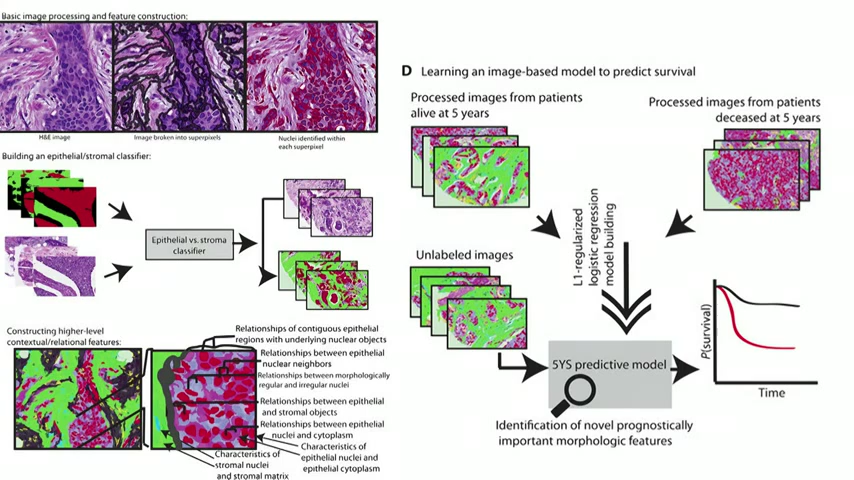 Basic image processing and feature construction:
H&E image
Image broken into superpixels
Nuclei identified within
each superpixel
Building an epithelial/stromal classifier:
Epithelial vs. stroma
classifier
Constructing higher-level
contextual/relational features:
Relationships of contiguous epithelial
regions with underlying nuclear objects
Relationships between epithelial
nuclear neighbors
Relationships between morphologically
regular and irregular nuclei
Relationships between epithelial
and stromal objects
Relationships between epithelial
nuclei and cytoplasm
Characteristics of
stromal nuclei
and stromal matrix
Characteristics of
epithelial nuclei and
epithelial cytoplasm
D Learning an image-based model to predict survival
Processed images from patients
alive at 5 years
Processed images from patients
deceased at 5 years
L1-regularized
logistic regression
model building
Unlabeled images
5YS predictive model
P(survival)
Time
Identification of novel prognostically
important morphologic features